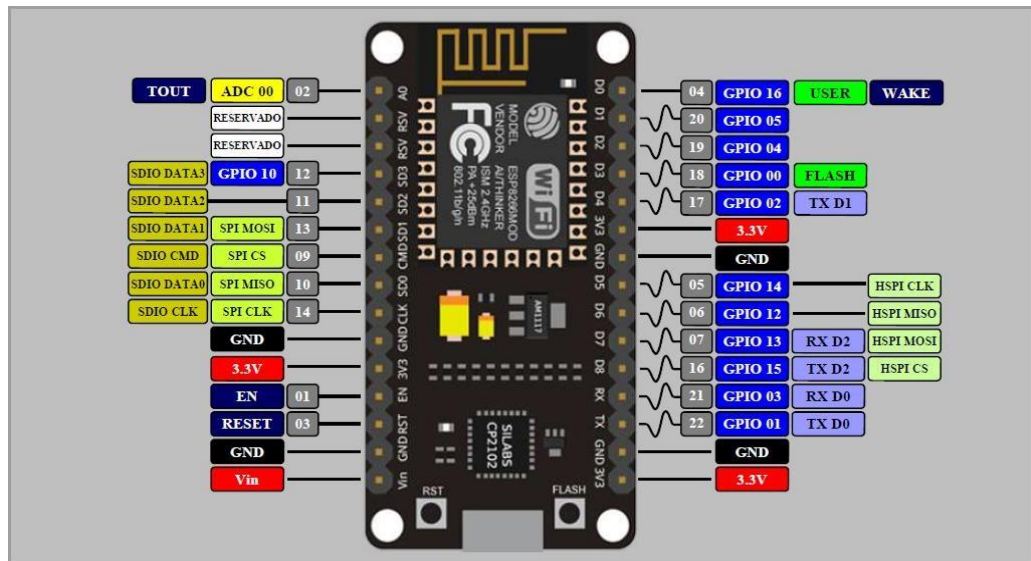 TOUT ADC 00 02
RESERVADO
RESERVADO
SDIO DATA3 GPIO 10 12
SDIO DATA2 11
SDIO DATA1 SPI MOSI 13
SDIO CMD SPI CS 09
SDIO DATA0 SPI MISO 10
SDIO CLK SPI CLK 14
GND
3.3V
EN 01
RESET 03
GND
Vin
A0
RSV
RSV
SD3
SD2
SD1
CMD
SD0
CLK
GND
3V3
EN
RST
GND
Vin
MODEL
VENDOR
FC
ESP8266MOD
AI/THINKER
ISM 2.4GHz
PA +25dBm
802.11b/g/n
WiFi
AM1117
SILABS
CP2102
RST
FLASH
D0
D1
D2
D3
D4
3V3
GND
D5
D6
D7
D8
RX
TX
GND
3V3
04 GPIO 16 USER WAKE
20 GPIO 05
19 GPIO 04
18 GPIO 00 FLASH
17 GPIO 02 TX D1
3.3V
GND
05 GPIO 14 HSPI CLK
06 GPIO 12 HSPI MISO
07 GPIO 13 RX D2 HSPI MOSI
16 GPIO 15 TX D2 HSPI CS
21 GPIO 03 RX D0
22 GPIO 01 TX D0
GND
3.3V